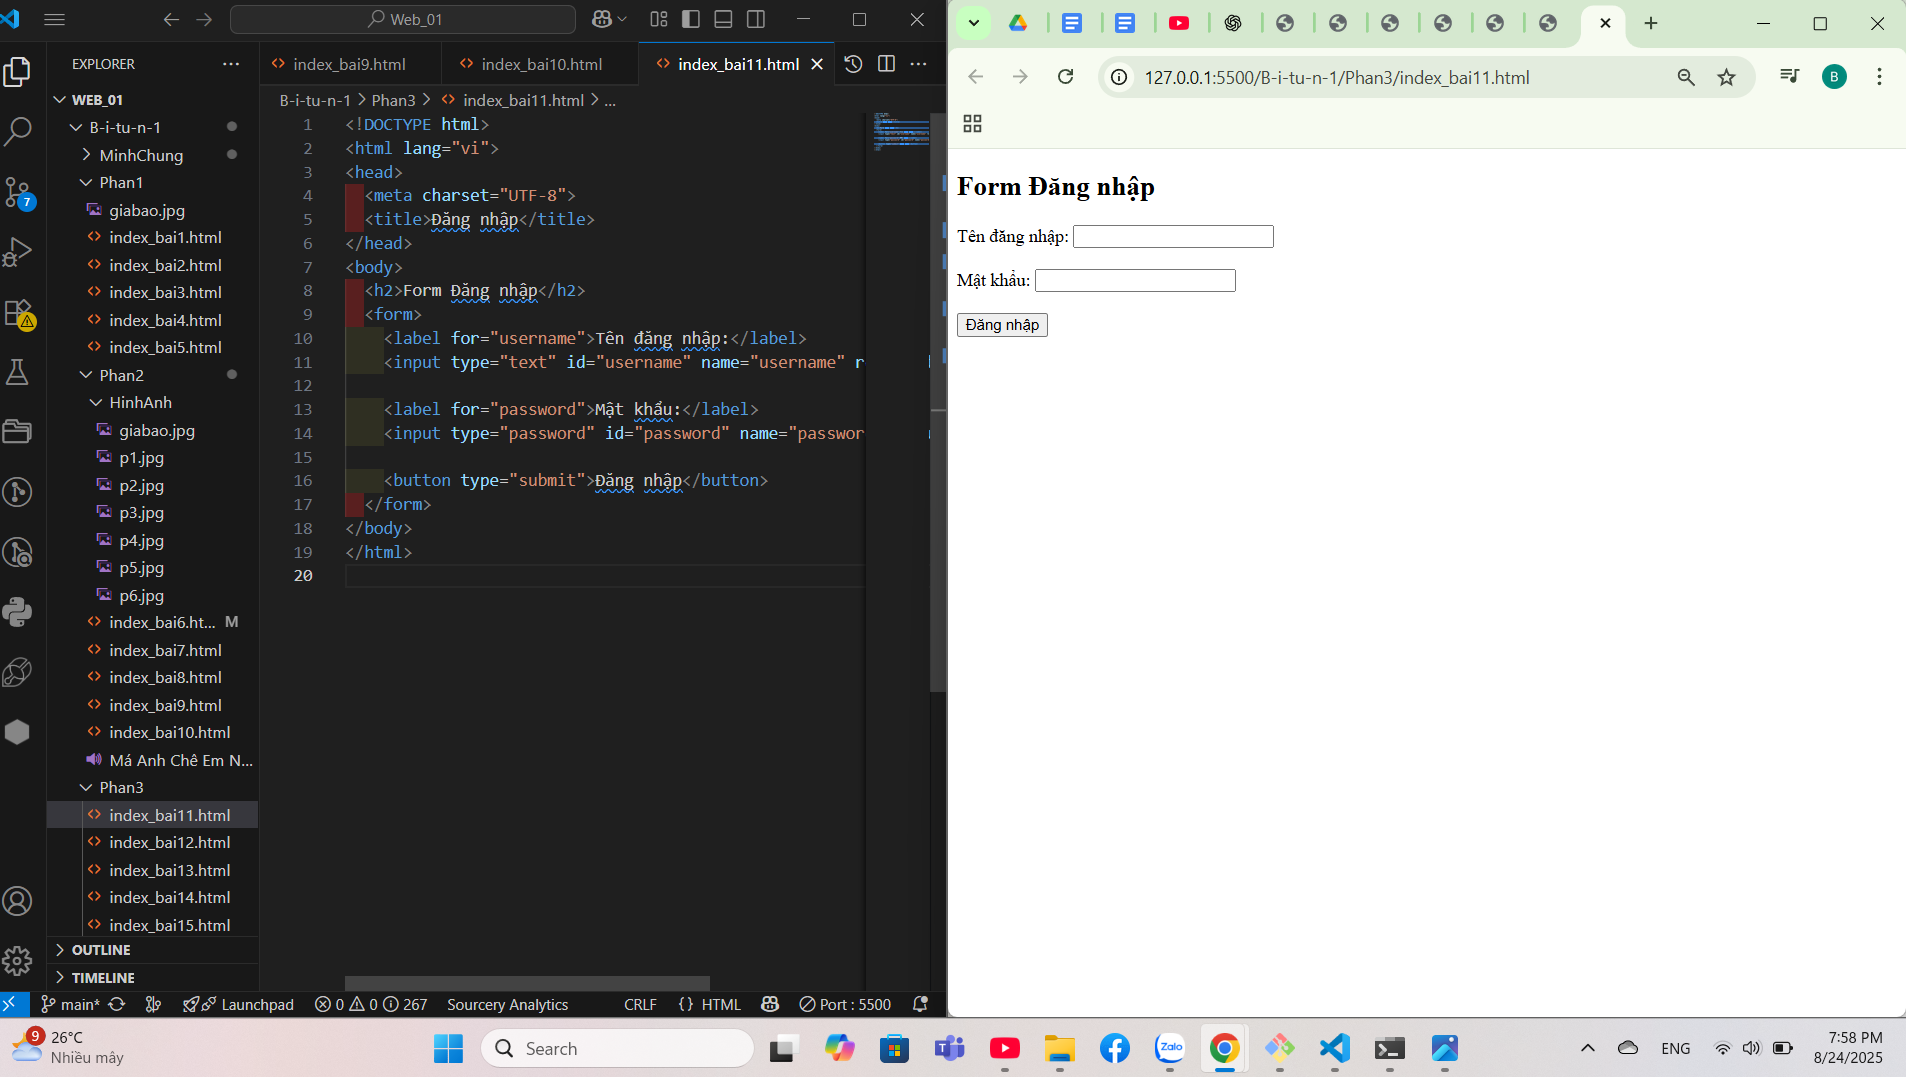 Web_01
EXPLORER
WEB_01
B-i-tu-n-1
MinhChung
Phan1
giabao.jpg
index_bai1.html
index_bai2.html
index_bai3.html
index_bai4.html
index_bai5.html
Phan2
HinhAnh
giabao.jpg
p1.jpg
p2.jpg
p3.jpg
p4.jpg
p5.jpg
p6.jpg
index_bai6.ht... M
index_bai7.html
index_bai8.html
index_bai9.html
index_bai10.html
Má Anh Chê Em N...
Phan3
index_bai11.html
index_bai12.html
index_bai13.html
index_bai14.html
index_bai15.html
OUTLINE
TIMELINE
7
index_bai9.html index_bai10.html index_bai11.html
B-i-tu-n-1 > Phan3 > index_bai11.html > ...
1 <!DOCTYPE html>
2 <html lang="vi">
3 <head>
4 <meta charset="UTF-8">
5 <title>Đăng nhập</title>
6 </head>
7 <body>
8 <h2>Form Đăng nhập</h2>
9 <form>
10 <label for="username">Tên đăng nhập:</label>
11 <input type="text" id="username" name="username" r
12
13 <label for="password">Mật khẩu:</label>
14 <input type="password" id="password" name="passwor
15
16 <button type="submit">Đăng nhập</button>
17 </form>
18 </body>
19 </html>
20
main* Launchpad 0 0 267 Sourcery Analytics CRLF {} HTML Port : 5500
127.0.0.1:5500/B-i-tu-n-1/Phan3/index_bai11.html
B
Form Đăng nhập
Tên đăng nhập:
Mật khẩu:
Đăng nhập
9
26°C
Nhiều mây
Search
Zalo
ENG
7:58 PM
8/24/2025